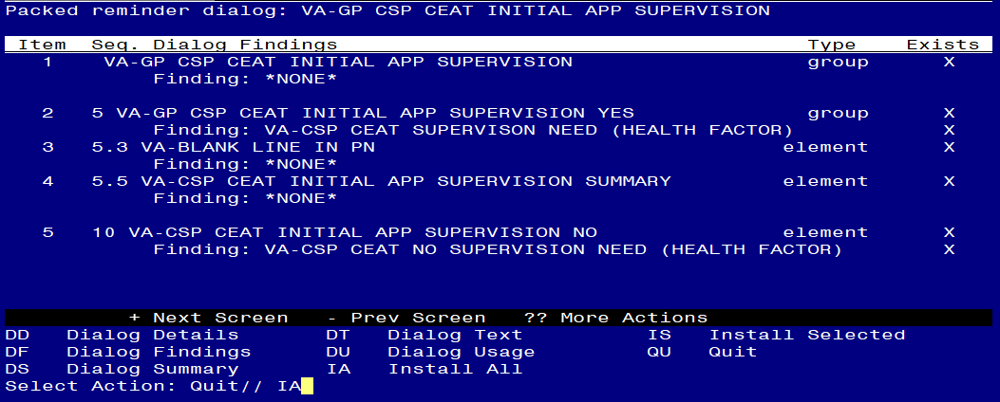 Packed reminder dialog: VA-GP CSP CEAT INITIAL APP SUPERVISION
Item Seq. Dialog Findings Type Exists
1 VA-GP CSP CEAT INITIAL APP SUPERVISION group X
Finding: *NONE*
2 5 VA-GP CSP CEAT INITIAL APP SUPERVISION YES group X
Finding: VA-CSP CEAT SUPERVISON NEED (HEALTH FACTOR) X
3 5.3 VA-BLANK LINE IN PN element X
Finding: *NONE*
4 5.5 VA-CSP CEAT INITIAL APP SUPERVISION SUMMARY element X
Finding: *NONE*
5 10 VA-CSP CEAT INITIAL APP SUPERVISION NO element X
Finding: VA-CSP CEAT NO SUPERVISION NEED (HEALTH FACTOR) X
+ Next Screen - Prev Screen ?? More Actions
DD Dialog Details DT Dialog Text IS Install Selected
DF Dialog Findings DU Dialog Usage QU Quit
DS Dialog Summary IA Install All
Select Action: Quit// IA